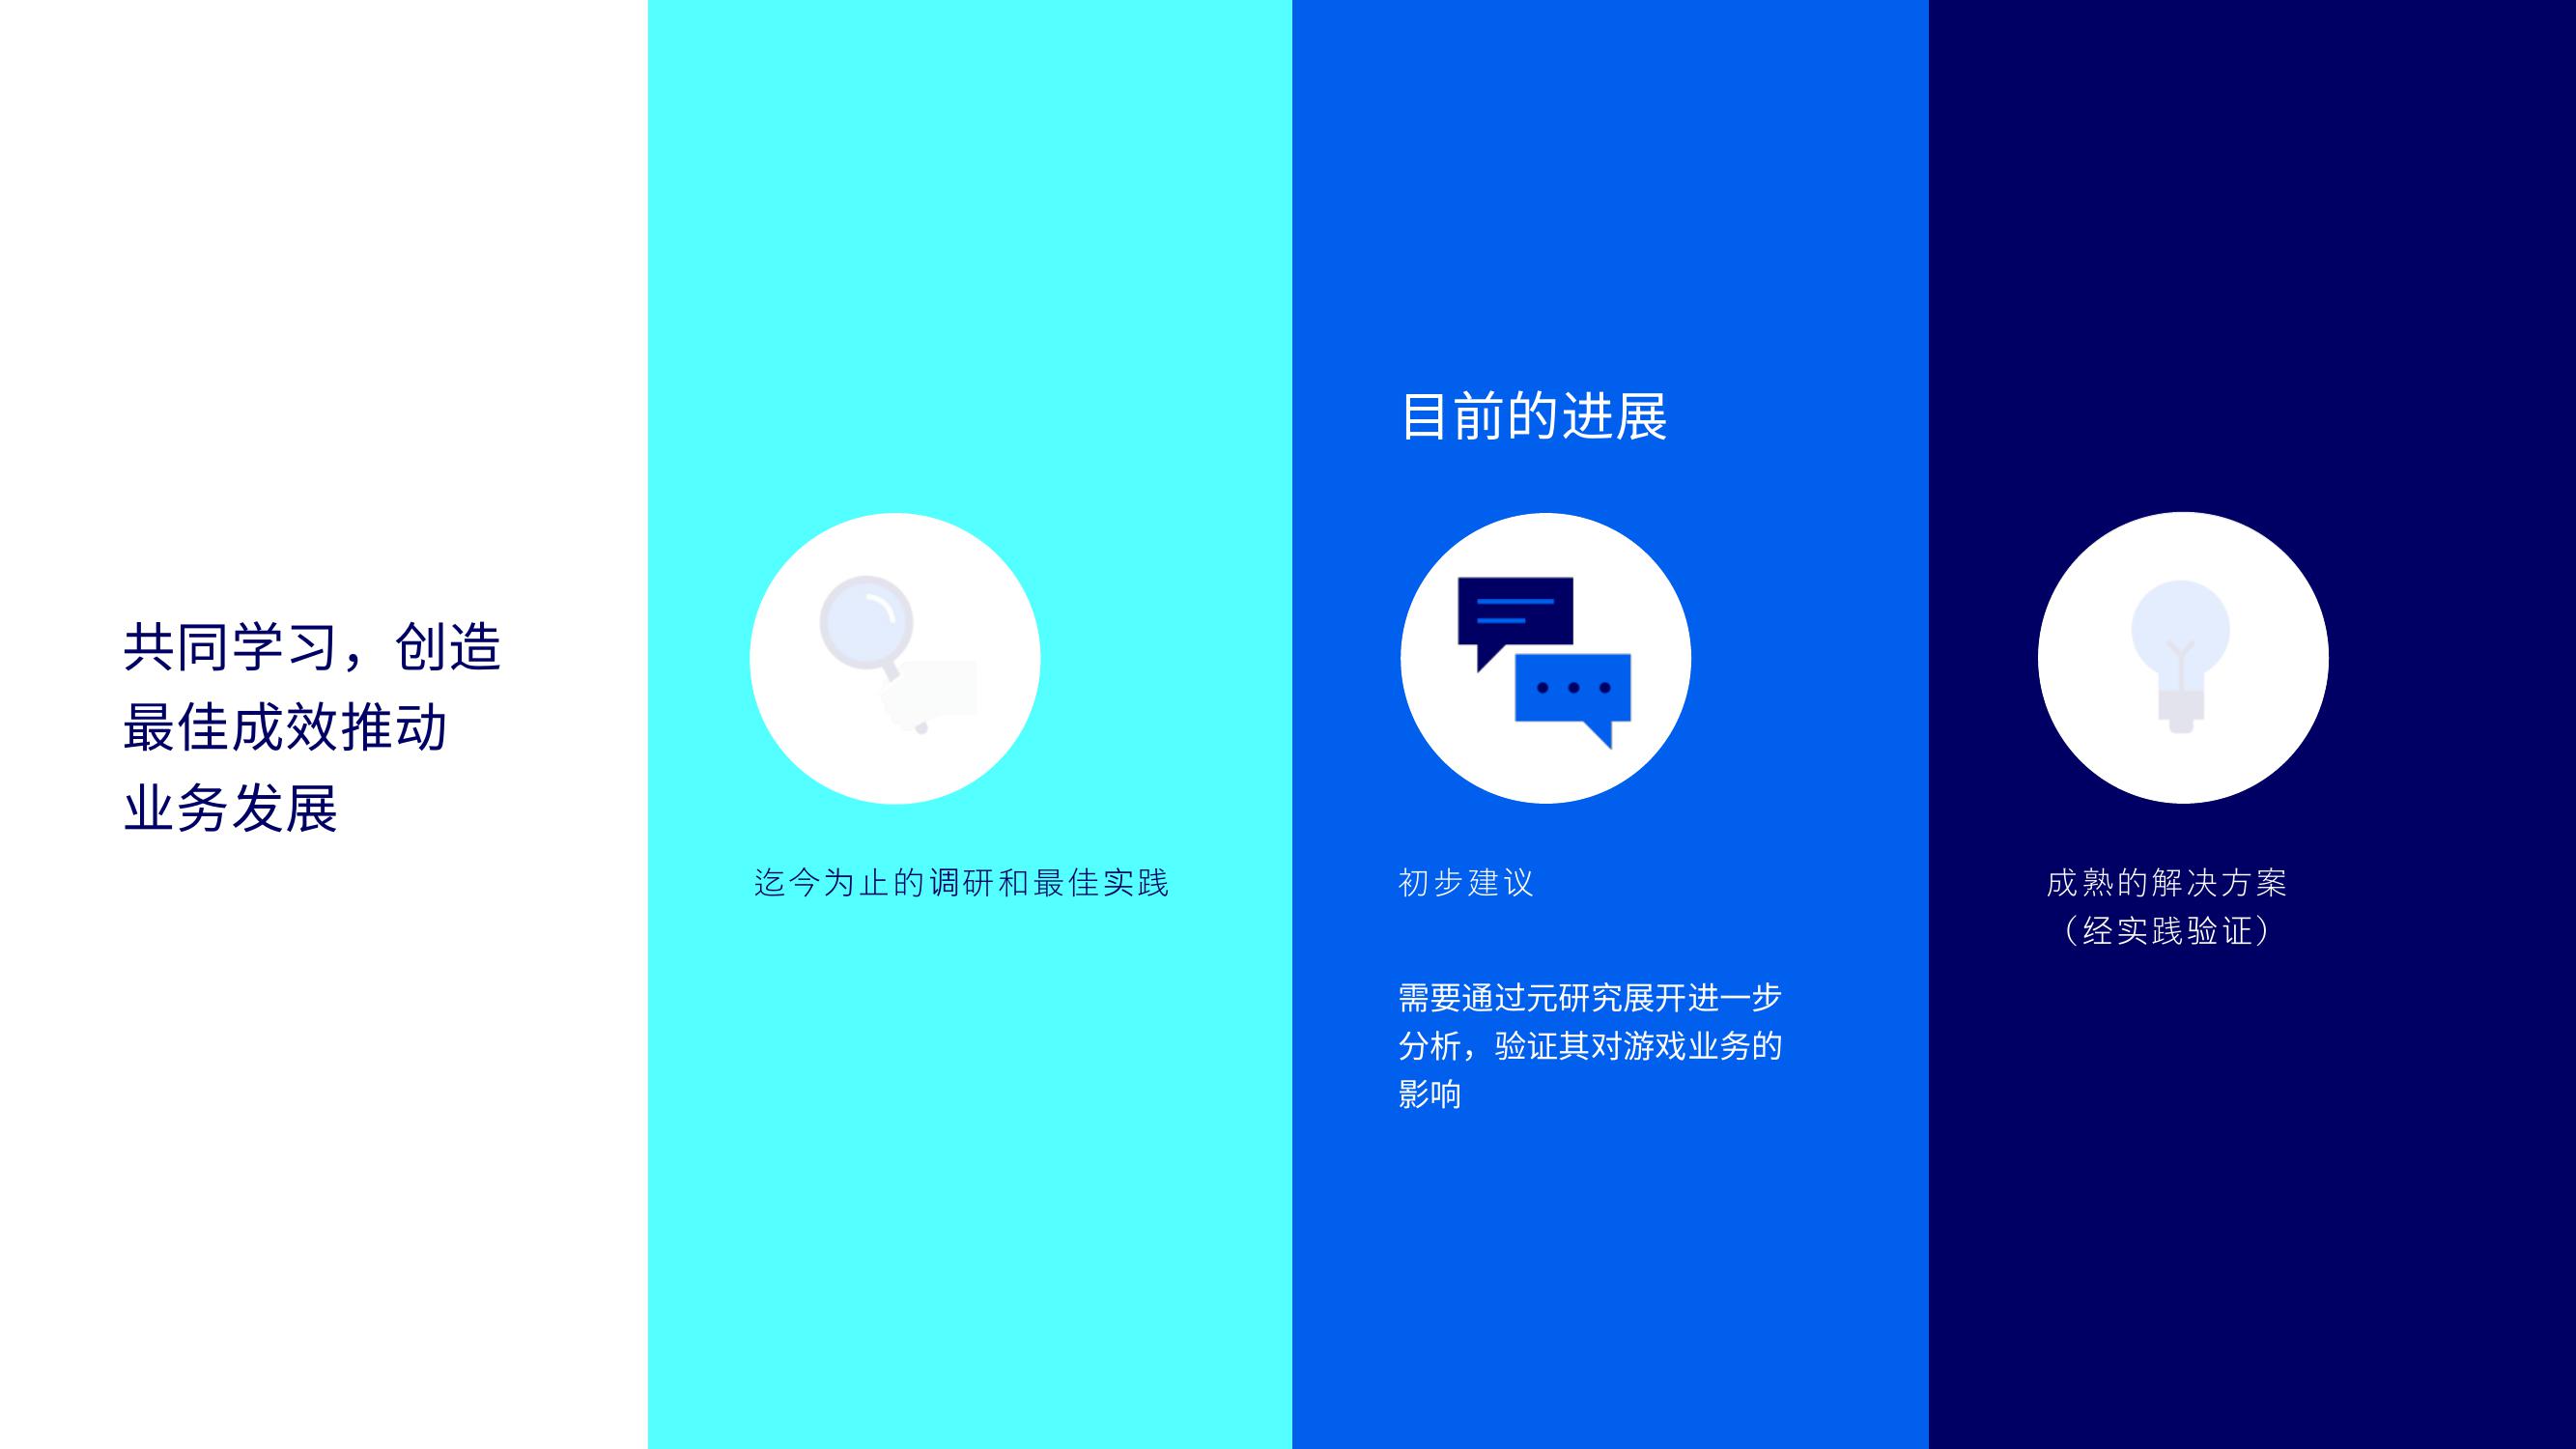 共同学习，创造
最佳成效推动
业务发展
迄今为止的调研和最佳实践
目前的进展
初步建议
需要通过元研究展开进一步
分析，验证其对游戏业务的
影响
成熟的解决方案
（经实践验证）